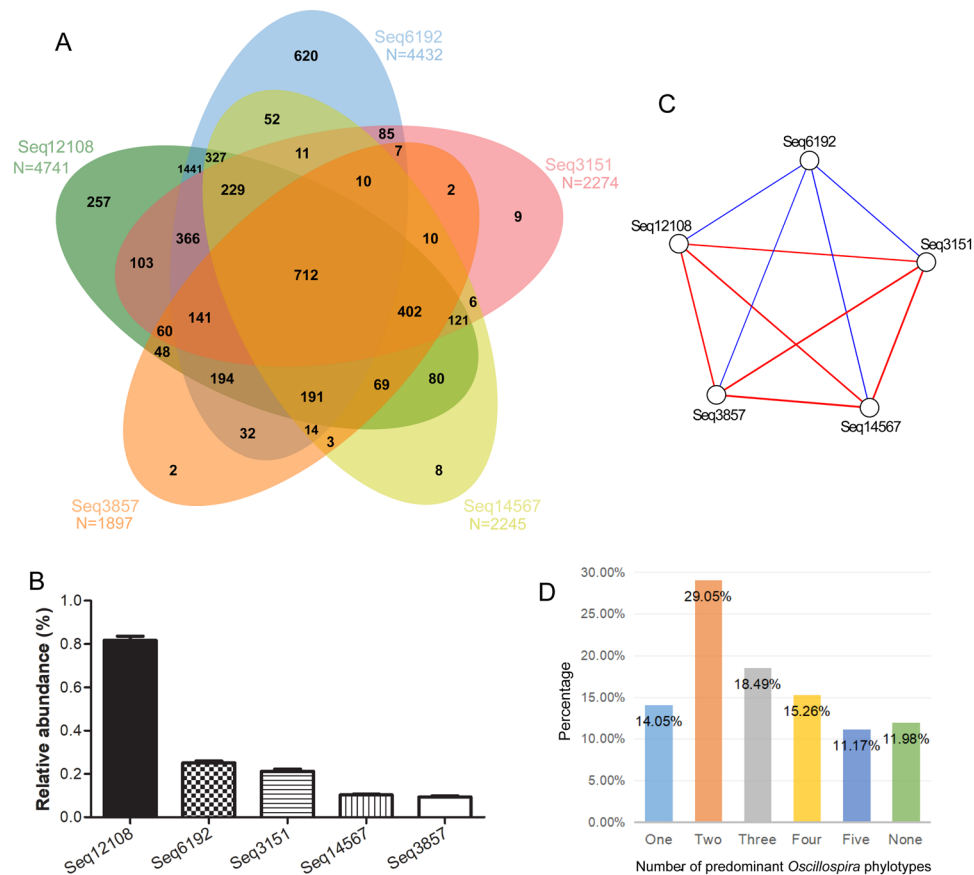 A
Seq6192
N=4432
620
C
52
85
Seq12108
N=4741
327
11
7
Seq3151
N=2274
1441
229
10
2
257
9
366
10
103
712
6
141
402
121
60
48
194
69
80
191
32
14
3
2
8
Seq3857
N=1897
Seq14567
N=2245
Seq6192
Seq12108
Seq3151
Seq3857
Seq14567
B
Relative abundance (%)
1.0
0.8
0.6
0.4
0.2
0.0
Seq12108
Seq6192
Seq3151
Seq14567
Seq3857
D
Percentage
30.00%
25.00%
20.00%
15.00%
10.00%
5.00%
0.00%
14.05%
29.05%
18.49%
15.26%
11.17%
11.98%
One Two Three Four Five None
Number of predominant Oscillospira phylotypes